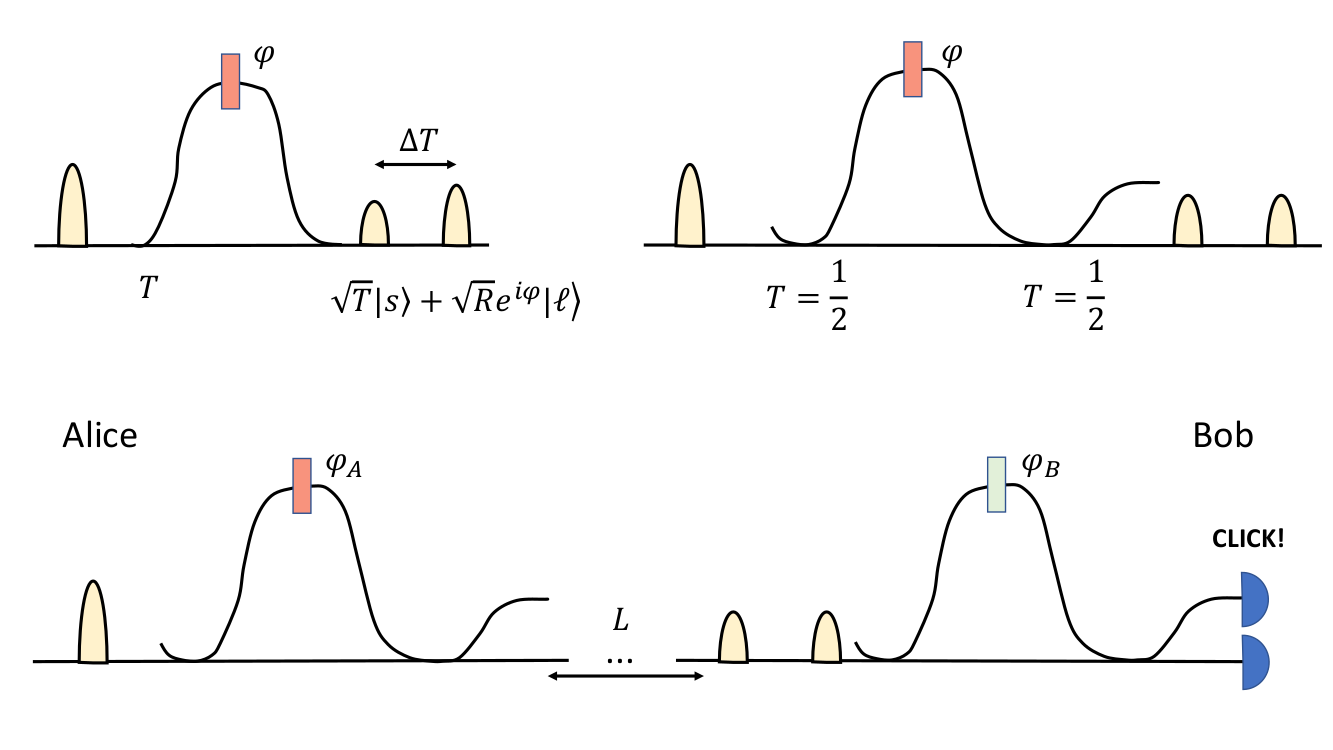 φ
φ
ΔT
T
√T|s⟩ + √R e^{iφ}|ℓ⟩
T = 1/2
T = 1/2
Alice
Bob
φ_A
φ_B
CLICK!
L
...